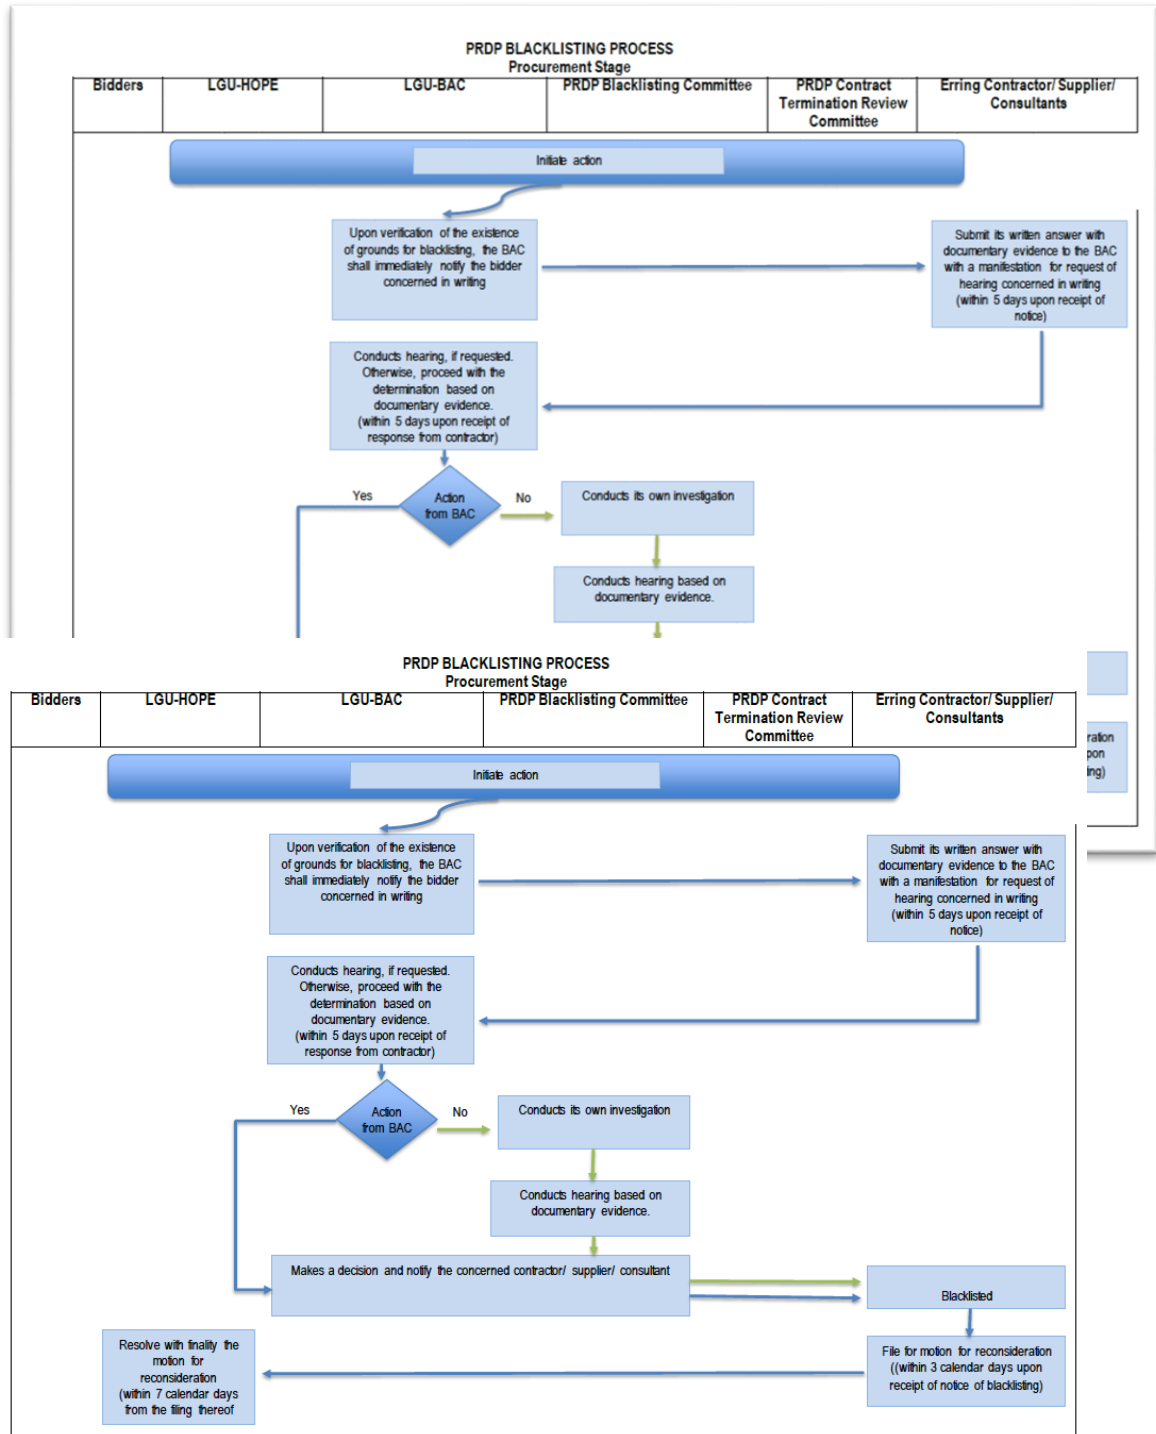 PRDP BLACKLISTING PROCESS
Procurement Stage
Bidders
LGU-HOPE
LGU-BAC
PRDP Blacklisting Committee
PRDP Contract
Termination Review
Committee
Erring Contractor/ Supplier/
Consultants
Initiate action
Upon verification of the existence
of grounds for blacklisting, the BAC
shall immediately notify the bidder
concerned in writing
Submit its written answer with
documentary evidence to the BAC
with a manifestation for request of
hearing concerned in writing
(within 5 days upon receipt of
notice)
Conducts hearing, if requested.
Otherwise, proceed with the
determination based on
documentary evidence.
(within 5 days upon receipt of
response from contractor)
Yes
Action
from BAC
No
Conducts its own investigation
Conducts hearing based on
documentary evidence.
ration
pon
ing)
PRDP BLACKLISTING PROCESS
Procurement Stage
Bidders
LGU-HOPE
LGU-BAC
PRDP Blacklisting Committee
PRDP Contract
Termination Review
Committee
Erring Contractor/ Supplier/
Consultants
Initiate action
Upon verification of the existence
of grounds for blacklisting, the BAC
shall immediately notify the bidder
concerned in writing
Submit its written answer with
documentary evidence to the BAC
with a manifestation for request of
hearing concerned in writing
(within 5 days upon receipt of
notice)
Conducts hearing, if requested.
Otherwise, proceed with the
determination based on
documentary evidence.
(within 5 days upon receipt of
response from contractor)
Yes
Action
from BAC
No
Conducts its own investigation
Conducts hearing based on
documentary evidence.
Makes a decision and notify the concerned contractor/ supplier/ consultant
Blacklisted
File for motion for reconsideration
((within 3 calendar days upon
receipt of notice of blacklisting)
Resolve with finality the
motion for
reconsideration
(within 7 calendar days
from the filing thereof